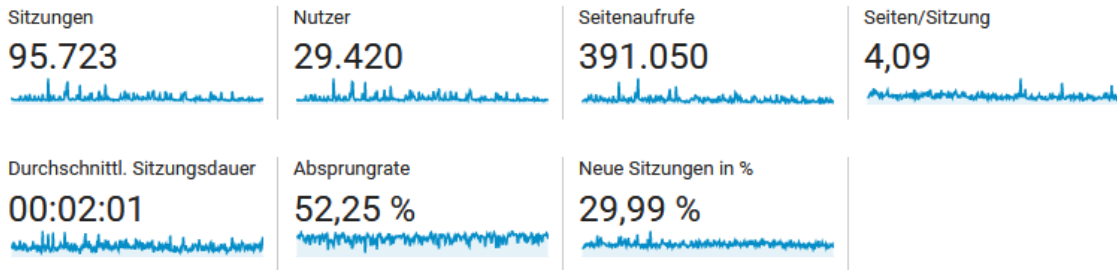 Sitzungen
95.723
Nutzer
29.420
Seitenaufrufe
391.050
Seiten/Sitzung
4,09
Durchschnittl. Sitzungsdauer
00:02:01
Absprungrate
52,25 %
Neue Sitzungen in %
29,99 %